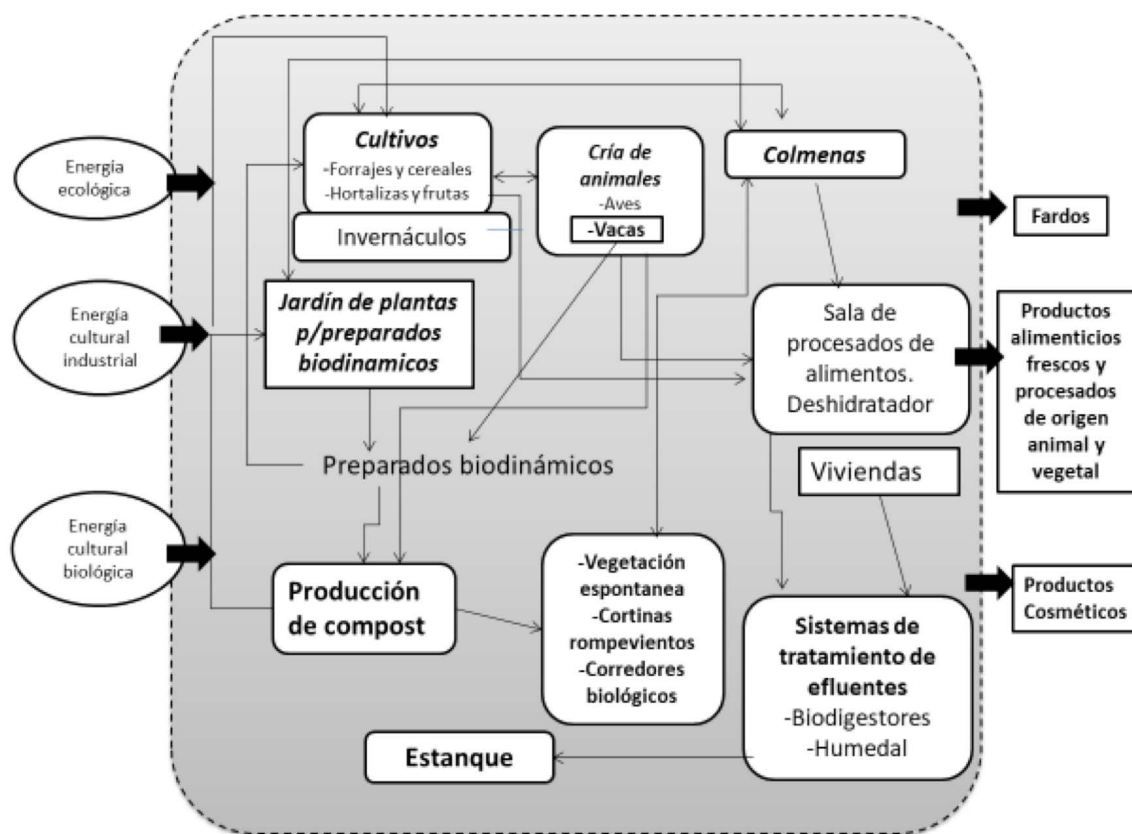 Energía
ecológica
Energía
cultural
industrial
Energía
cultural
biológica
Cultivos
-Forrajes y cereales
-Hortalizas y frutas
Invernáculos
Cría de
animales
-Aves
-Vacas
Colmenas
Jardín de plantas
p/preparados
biodinamicos
Sala de
procesados de
alimentos.
Deshidratador
Preparados biodinámicos
Viviendas
Producción
de compost
-Vegetación
espontanea
-Cortinas
rompevientos
-Corredores
biológicos
Sistemas de
tratamiento de
efluentes
-Biodigestores
-Humedal
Estanque
Fardos
Productos
alimenticios
frescos y
procesados
de origen
animal y
vegetal
Productos
Cosméticos